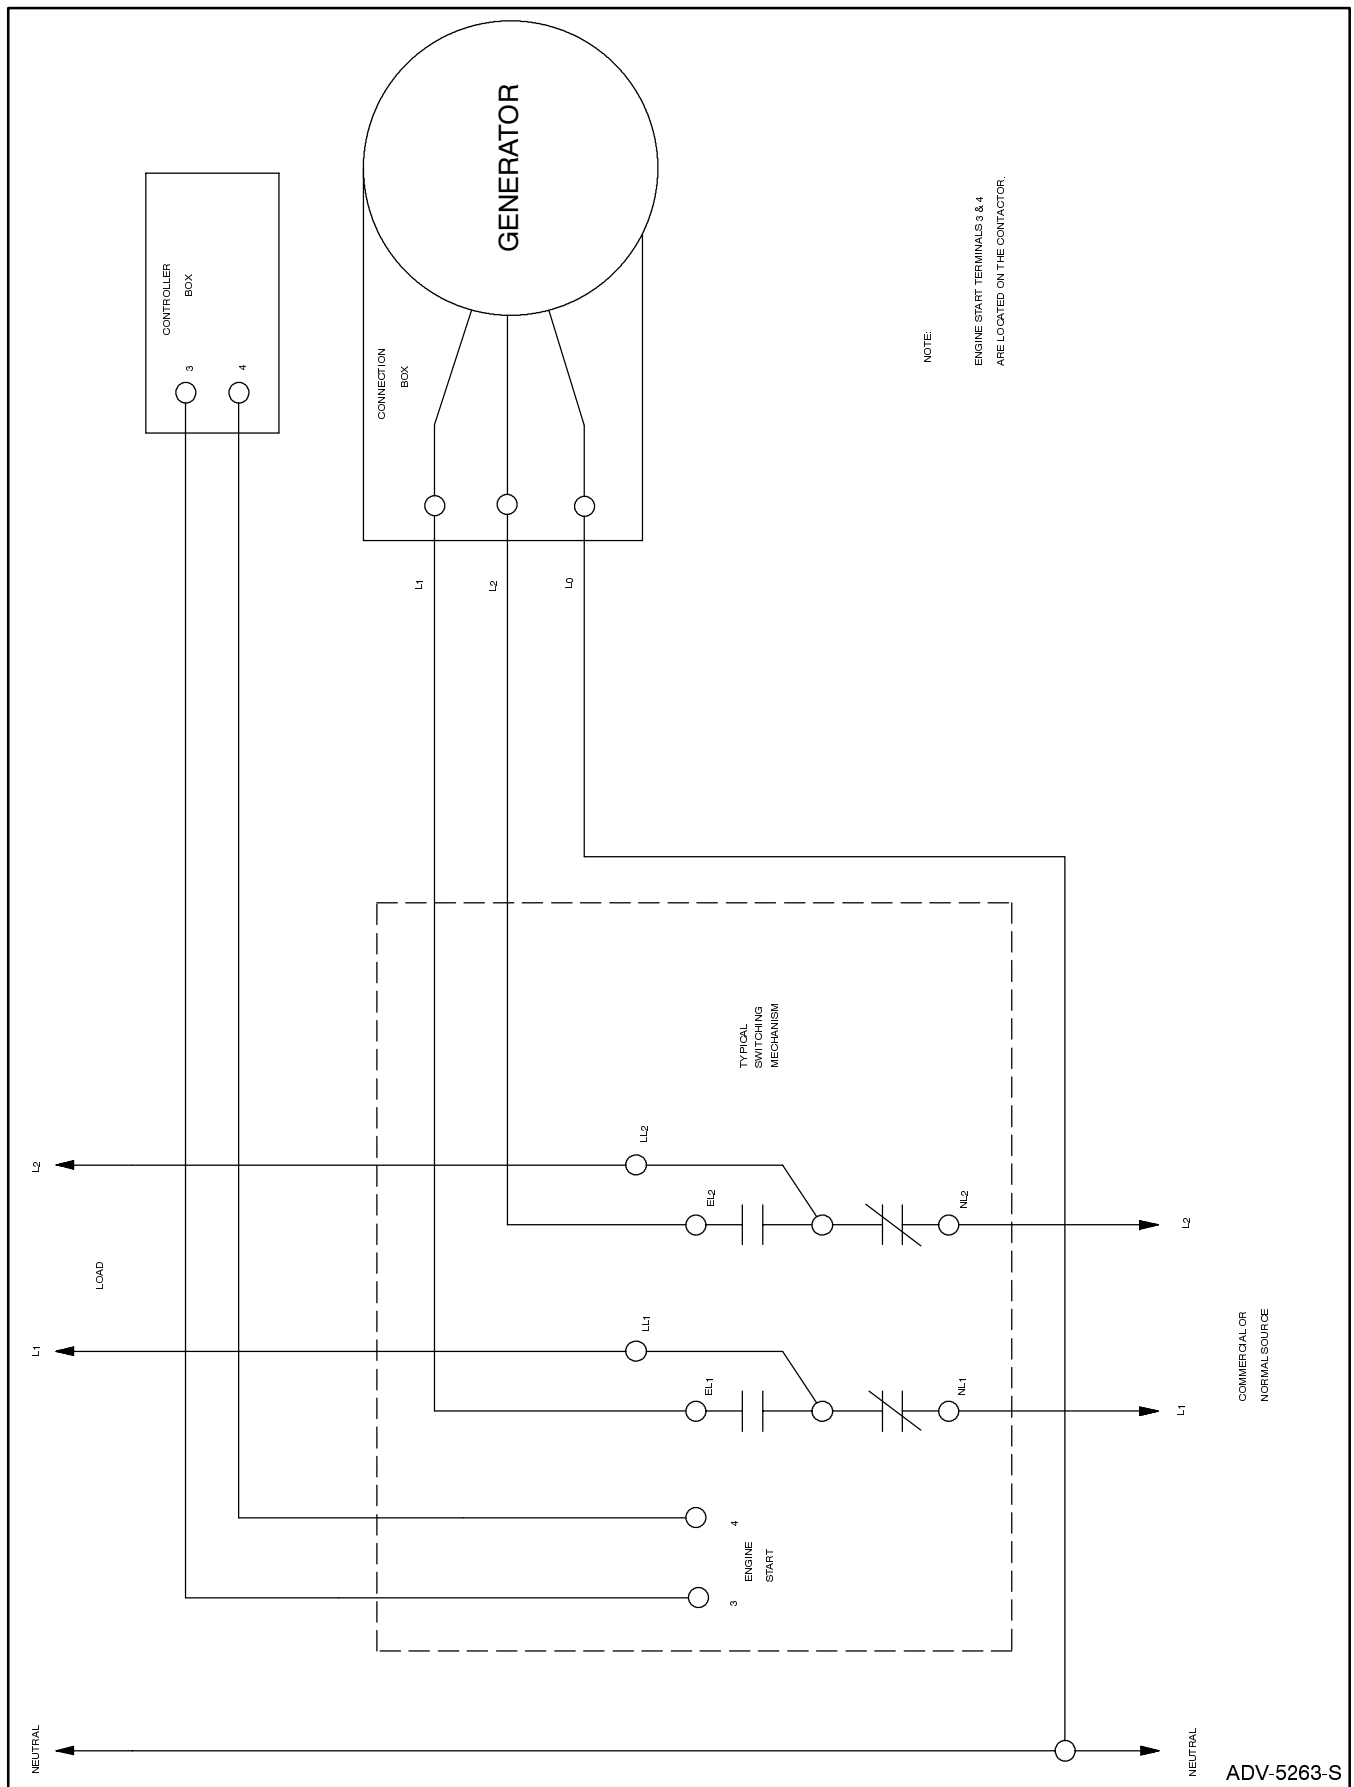 GENERATOR
CONTROLLER
BOX
3
4
CONNECTION
BOX
NOTE:
ENGINE START TERMINALS 3 & 4
ARE LOCATED ON THE CONTACTOR.
L1
L2
L0
TYPICAL
SWITCHING
MECHANISM
L2
LL2
EL2
NL2
L2
LOAD
L1
LL1
EL1
NL1
L1
COMMERCIAL OR
NORMAL SOURCE
4
ENGINE
START
3
NEUTRAL
NEUTRAL
ADV-5263-S